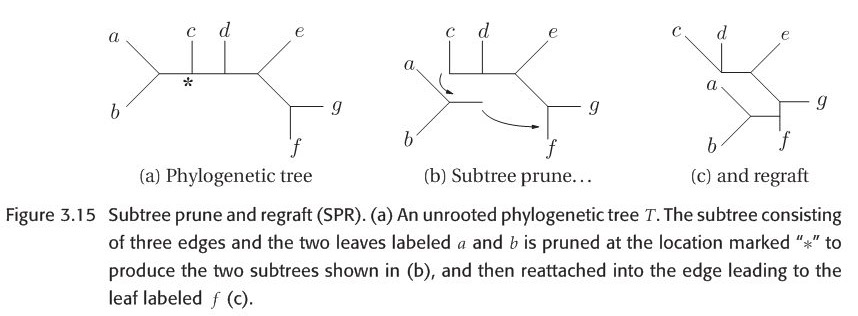 a c d e
*
b g
f
c d e
a
g
b f
c d e
a
g
b f
(a) Phylogenetic tree (b) Subtree prune... (c) and regraft
Figure 3.15 Subtree prune and regraft (SPR). (a) An unrooted phylogenetic tree T. The subtree consisting
of three edges and the two leaves labeled a and b is pruned at the location marked "*" to
produce the two subtrees shown in (b), and then reattached into the edge leading to the
leaf labeled f (c).